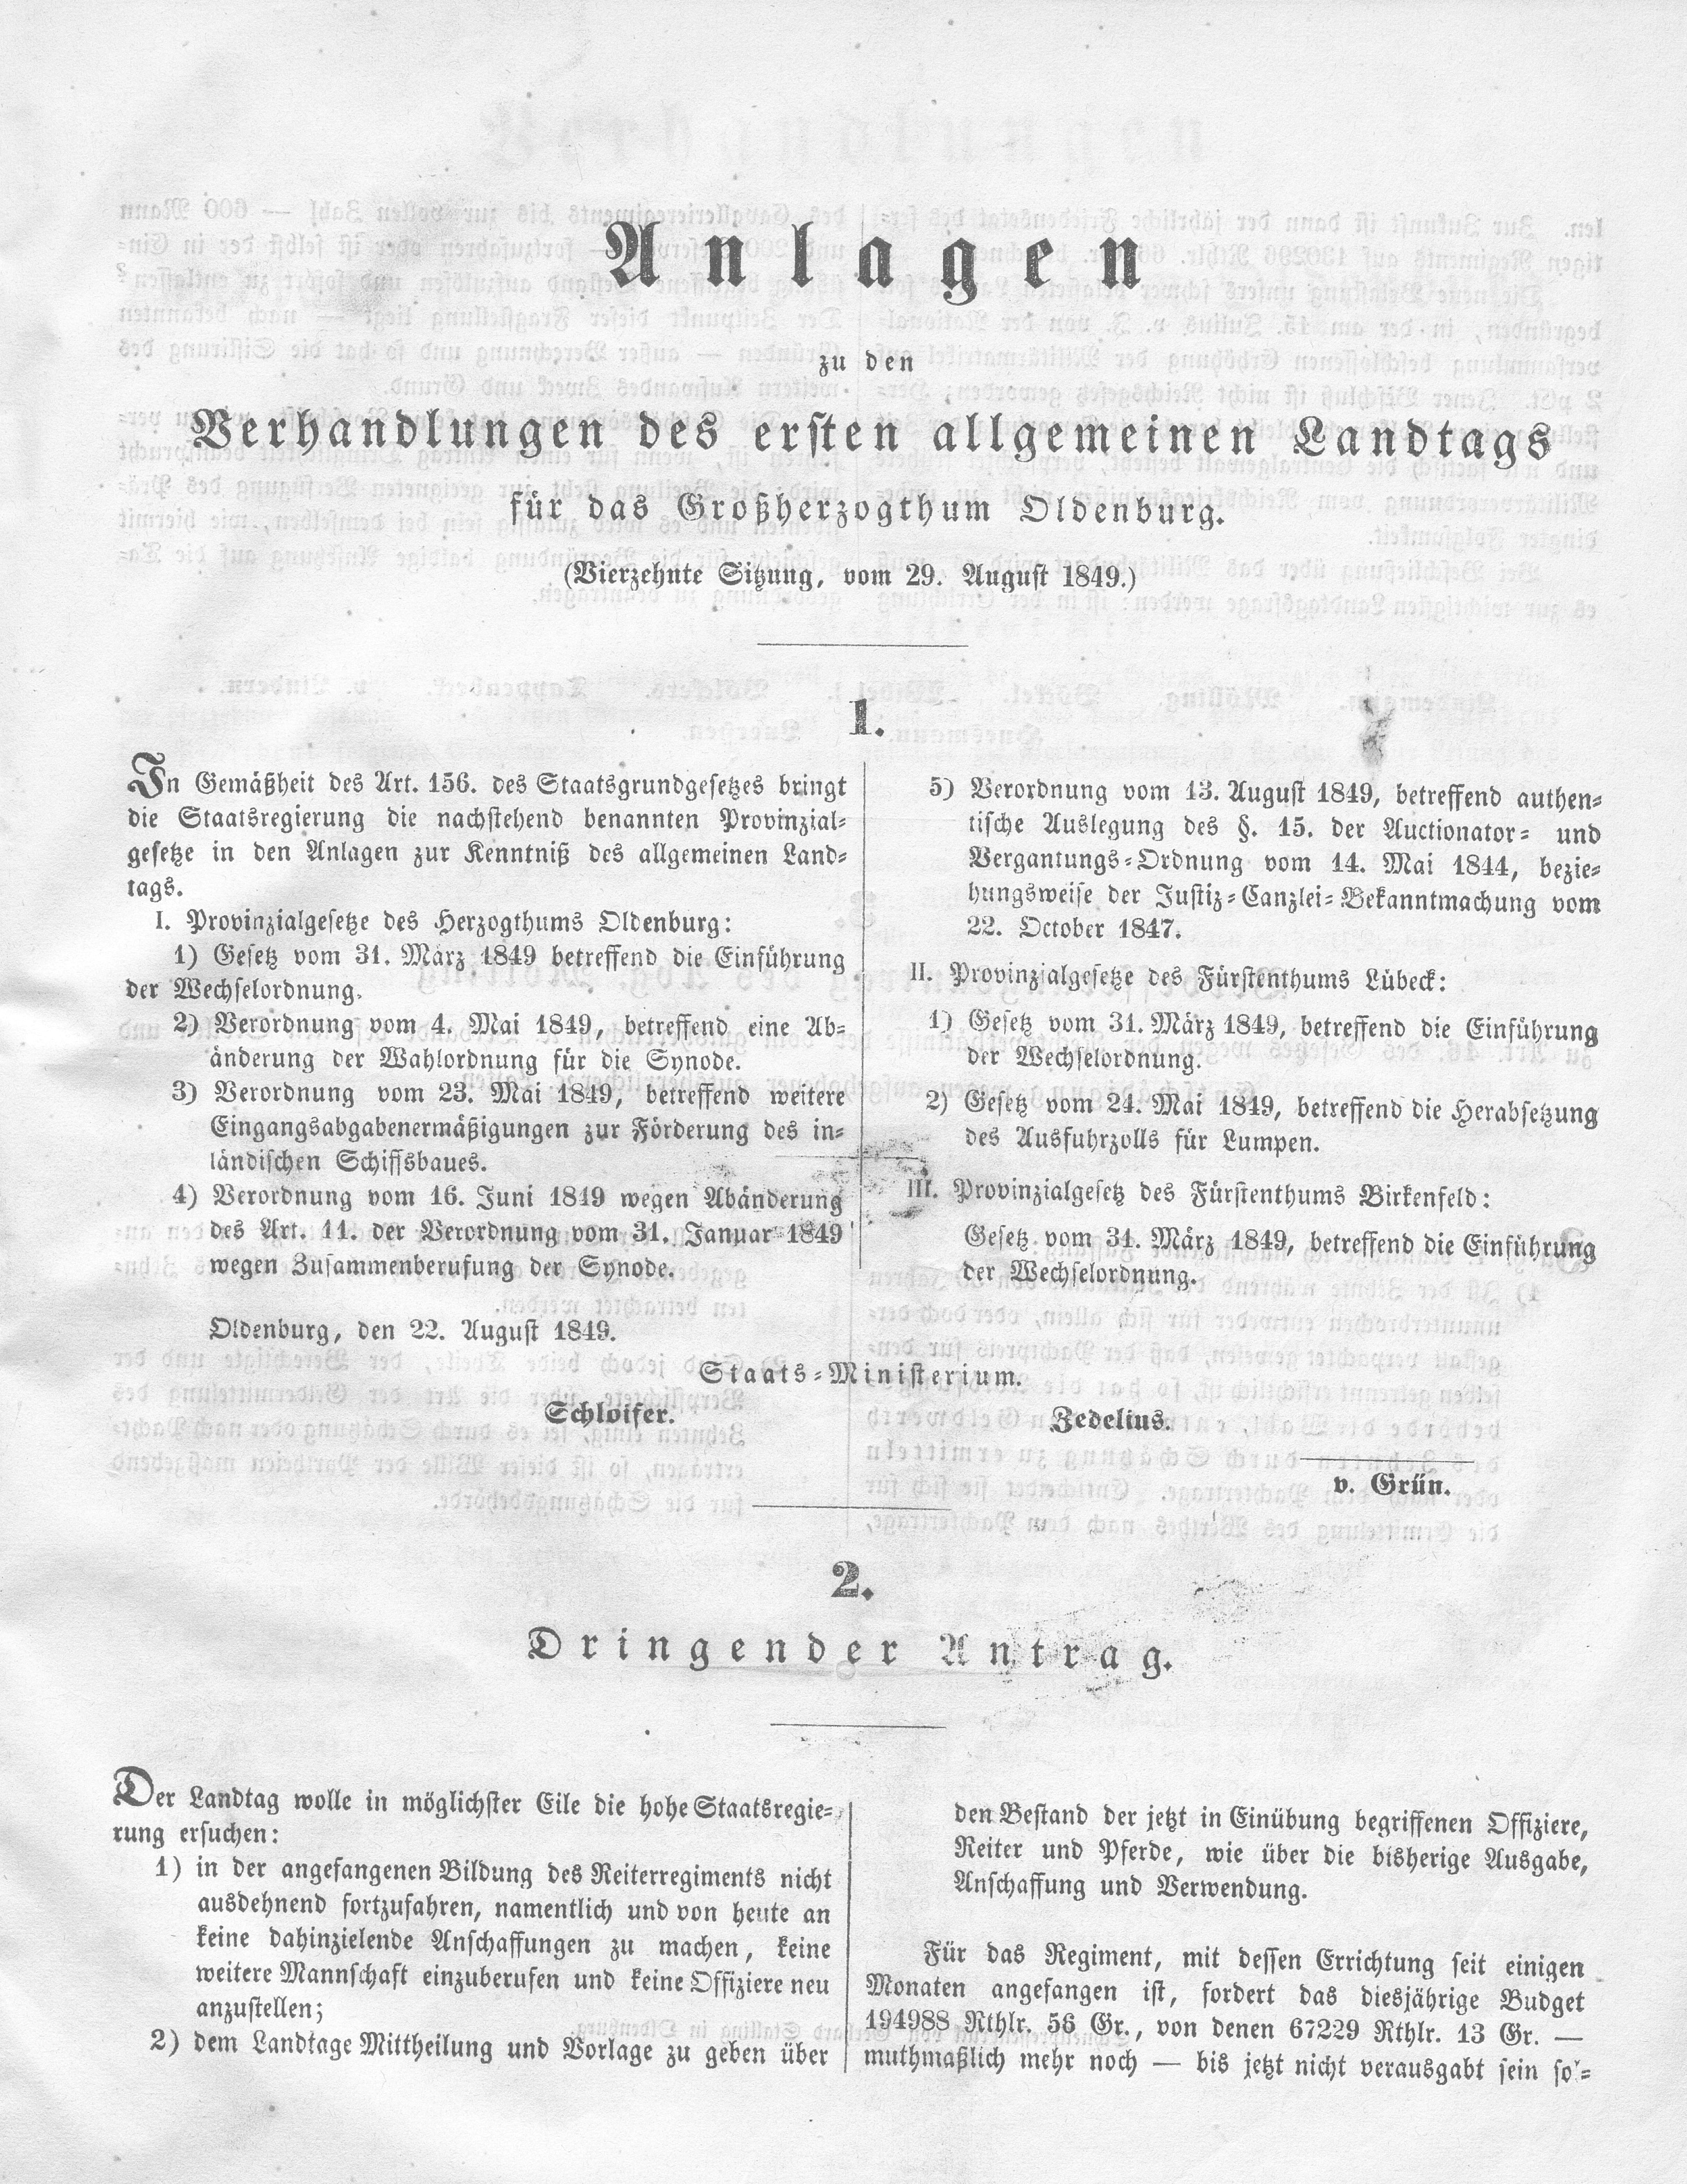 Anlagen
zu den
Verhandlungen des ersten allgemeinen Landtags
für das Großherzogthum Oldenburg.
(Vierzehnte Sitzung, vom 29. August 1849.)
1.
In Gemäßheit des Art. 156. des Staatsgrundgesetzes bringt
die Staatsregierung die nachstehend benannten Provinzial-
gesetze in den Anlagen zur Kenntniß des allgemeinen Land-
tags.
I. Provinzialgesetze des Herzogthums Oldenburg:
1) Gesetz vom 31. März 1849 betreffend die Einführung
der Wechselordnung.
2) Verordnung vom 4. Mai 1849, betreffend eine Ab-
änderung der Wahlordnung für die Synode.
3) Verordnung vom 23. Mai 1849, betreffend weitere
Eingangsabgabenermäßigungen zur Förderung des in-
ländischen Schiffsbaues.
4) Verordnung vom 16. Juni 1849 wegen Abänderung
des Art. 11. der Verordnung vom 31. Januar 1849
wegen Zusammenberufung der Synode.
5) Verordnung vom 13. August 1849, betreffend authen-
tische Auslegung des §. 15. der Auctionator- und
Vergantungs-Ordnung vom 14. Mai 1844, bezie-
hungsweise der Justiz-Canzlei-Bekanntmachung vom
22. October 1847.
II. Provinzialgesetze des Fürstenthums Lübeck:
1) Gesetz vom 31. März 1849, betreffend die Einführung
der Wechselordnung.
2) Gesetz vom 24. Mai 1849, betreffend die Herabsetzung
des Ausfuhrzolls für Lumpen.
III. Provinzialgesetz des Fürstenthums Birkenfeld:
Gesetz vom 31. März 1849, betreffend die Einführung
der Wechselordnung.
Oldenburg, den 22. August 1849.
Staats-Ministerium.
Schloifer. Zedelius.
v. Grün.
2.
Dringender Antrag.
Der Landtag wolle in möglichster Eile die hohe Staatsregie-
rung ersuchen:
1) in der angefangenen Bildung des Reiterregiments nicht
ausdehnend fortzufahren, namentlich und von heute an
keine dahinzielende Anschaffungen zu machen, keine
weitere Mannschaft einzuberufen und keine Offiziere neu
anzustellen;
2) dem Landtage Mittheilung und Vorlage zu geben über
den Bestand der jetzt in Einübung begriffenen Offiziere,
Reiter und Pferde, wie über die bisherige Ausgabe,
Anschaffung und Verwendung.
Für das Regiment, mit dessen Errichtung seit einigen
Monaten angefangen ist, fordert das diesjährige Budget
194988 Rthlr. 56 Gr., von denen 67229 Rthlr. 13 Gr. —
muthmaßlich mehr noch — bis jetzt nicht verausgabt sein sol-